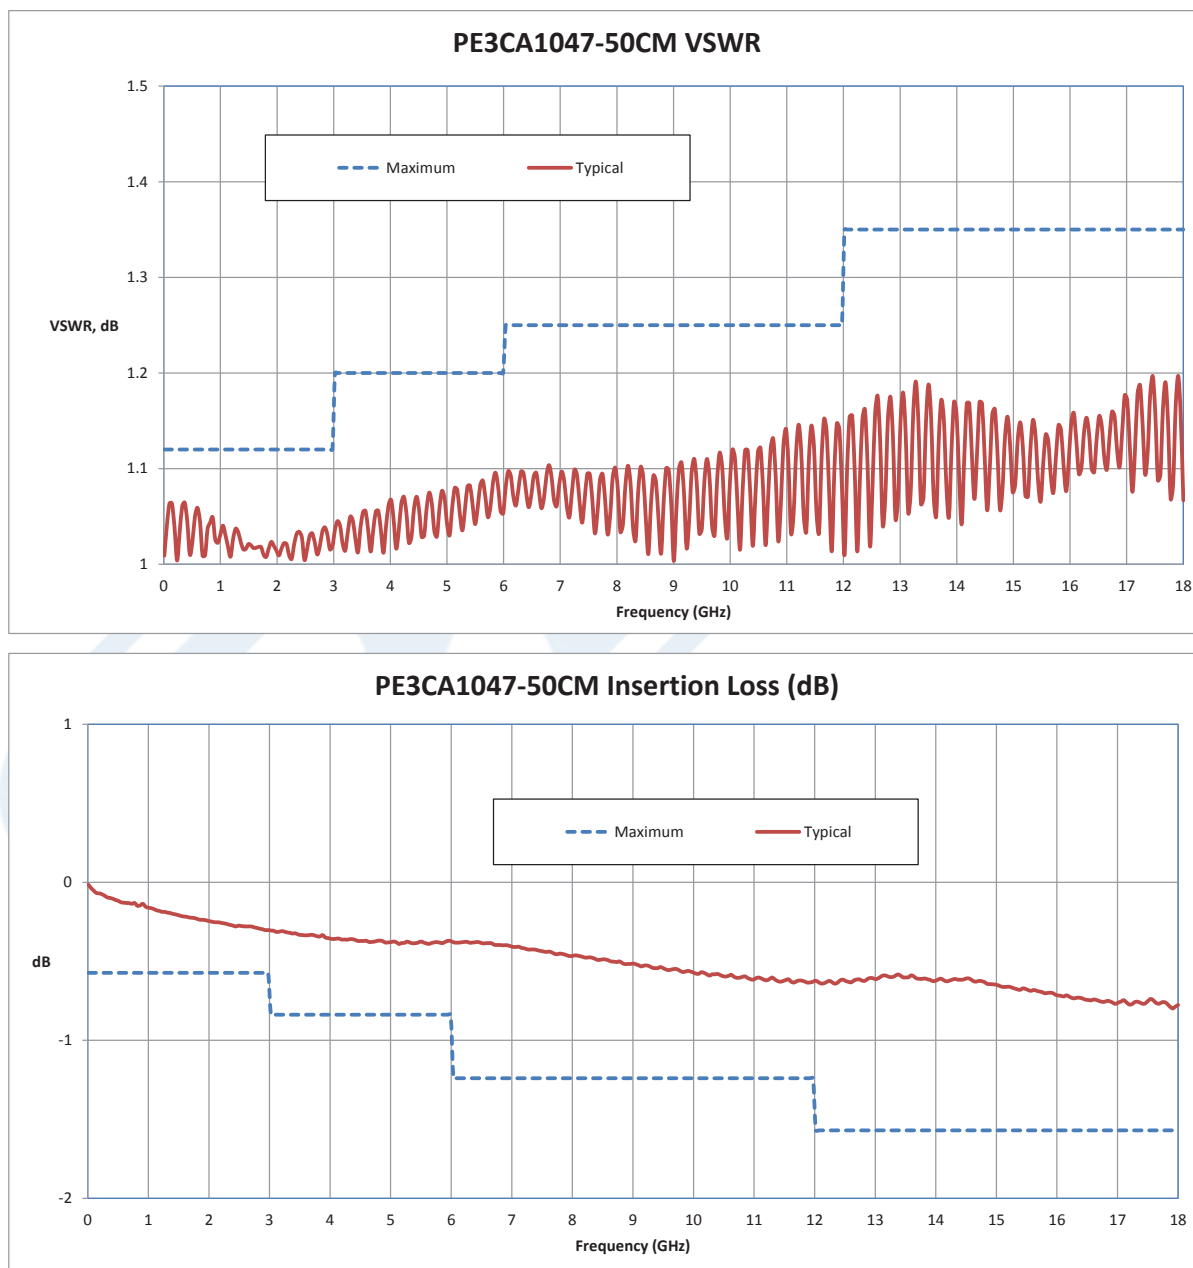 PE3CA1047-50CM VSWR
1.5
Maximum
Typical
1.4
1.3
VSWR, dB
1.2
1.1
1
0 1 2 3 4 5 6 7 8 9 10 11 12 13 14 15 16 17 18
Frequency (GHz)
PE3CA1047-50CM Insertion Loss (dB)
1
Maximum
Typical
0
dB
-1
-2
0 1 2 3 4 5 6 7 8 9 10 11 12 13 14 15 16 17 18
Frequency (GHz)